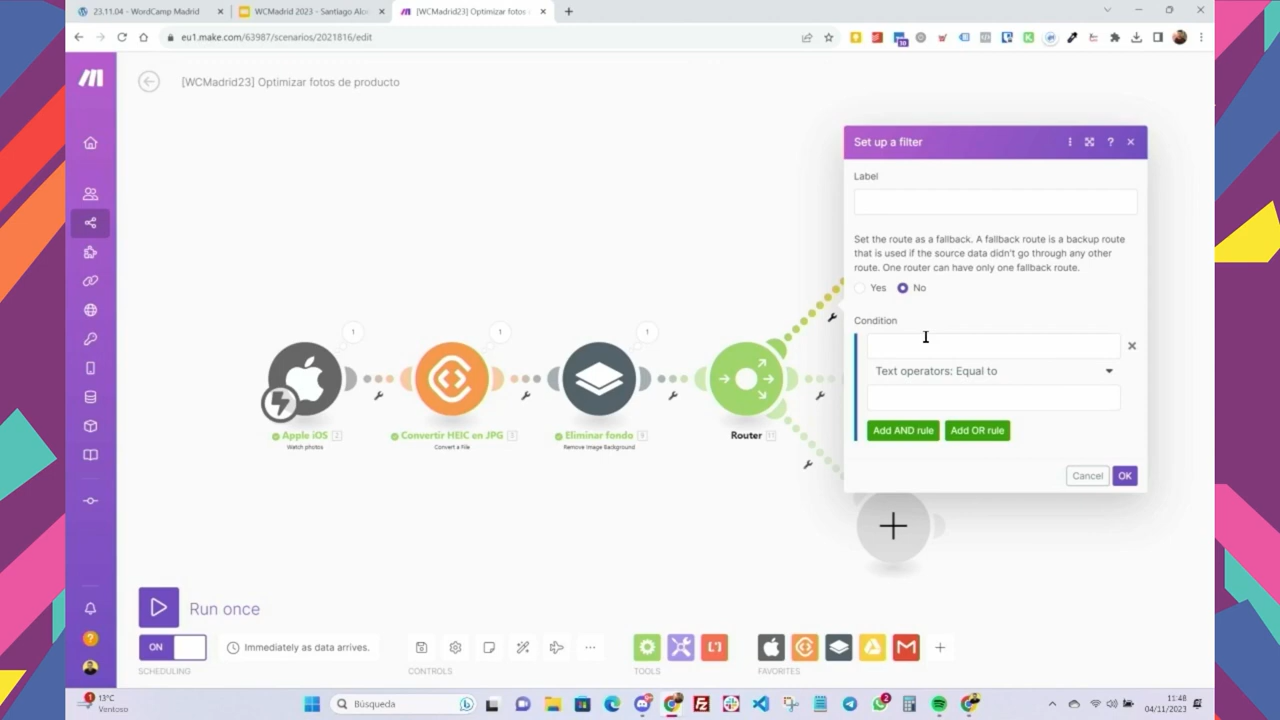 23.11.04 - WordCamp Madrid
WCMadrid 2023 - Santiago Alo
[WCMadrid23] Optimizar fotos
eu1.make.com/63987/scenarios/2021816/edit
[WCMadrid23] Optimizar fotos de producto
Set up a filter
Label
Set the route as a fallback. A fallback route is a backup route
that is used if the source data didn't go through any other
route. One router can have only one fallback route.
Yes
No
Condition
Text operators: Equal to
Add AND rule
Add OR rule
Cancel
OK
1
1
1
Apple iOS 2
Watch photos
Convertir HEIC en JPG
Convert a File
Eliminar fondo
Remove Image Background
Router 11
Run once
ON
Immediately as data arrives.
SCHEDULING
CONTROLS
TOOLS
FAVORITES
13°C
Ventoso
Búsqueda
11:48
04/11/2023